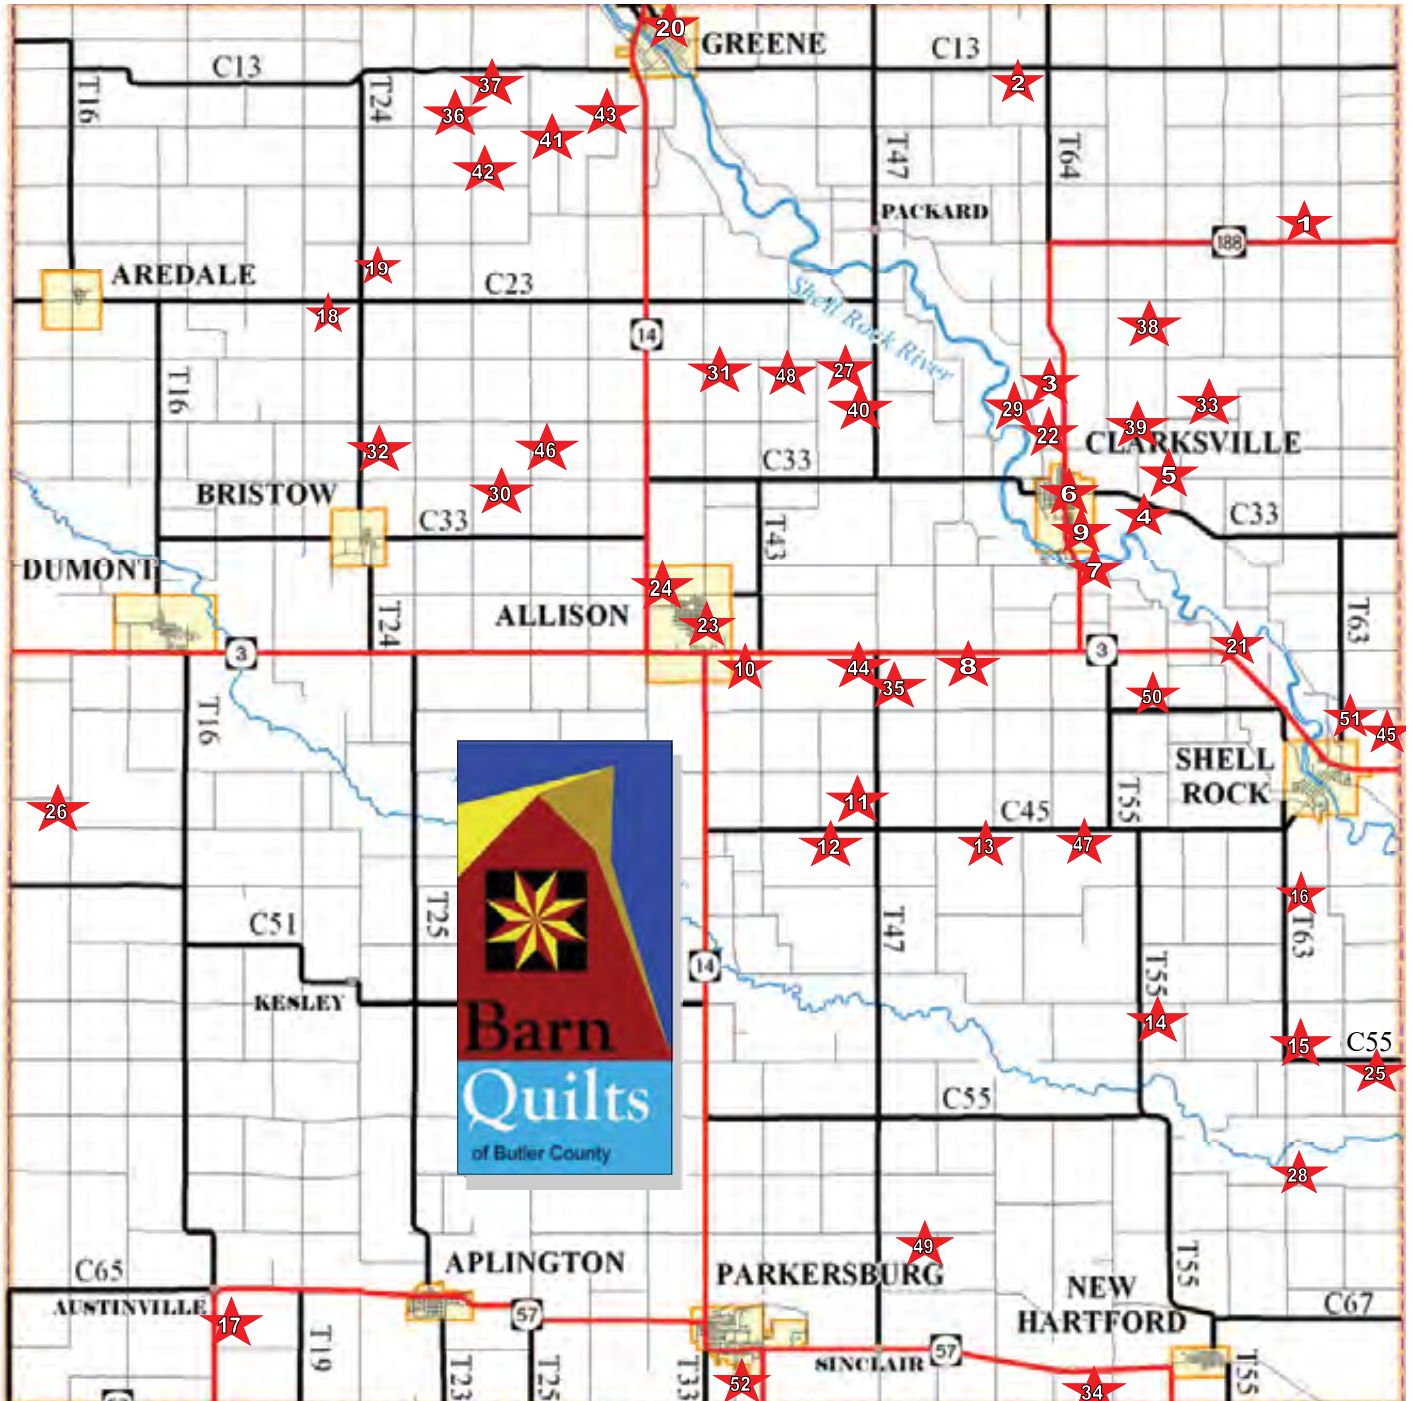 20
GREENE
C13
C13
37
2
T16
T24
36
43
41
T47
T64
42
PACKARD
1
188
19
AREDALE
C23
Shell Rock River
18
38
14
31
48
27
3
T16
29
40
33
39
22
CLARKSVILLE
32
46
C33
5
BRISTOW
30
6
C33
4
C33
9
T43
DUMONT
7
24
ALLISON
T24
23
T63
21
3
3
10
44
8
35
50
T16
51
45
SHELL
ROCK
26
11
C45
T55
12
13
47
16
T25
C51
T47
T63
14
T55
KESLEY
14
Barn
15
C55
25
Quilts
C55
of Butler County
28
49
T55
APLINGTON
C65
PARKERSBURG
NEW
HARTFORD
AUSTINVILLE
17
57
C67
T19
57
SINCLAIR
T23
T25
T33
52
34
T55